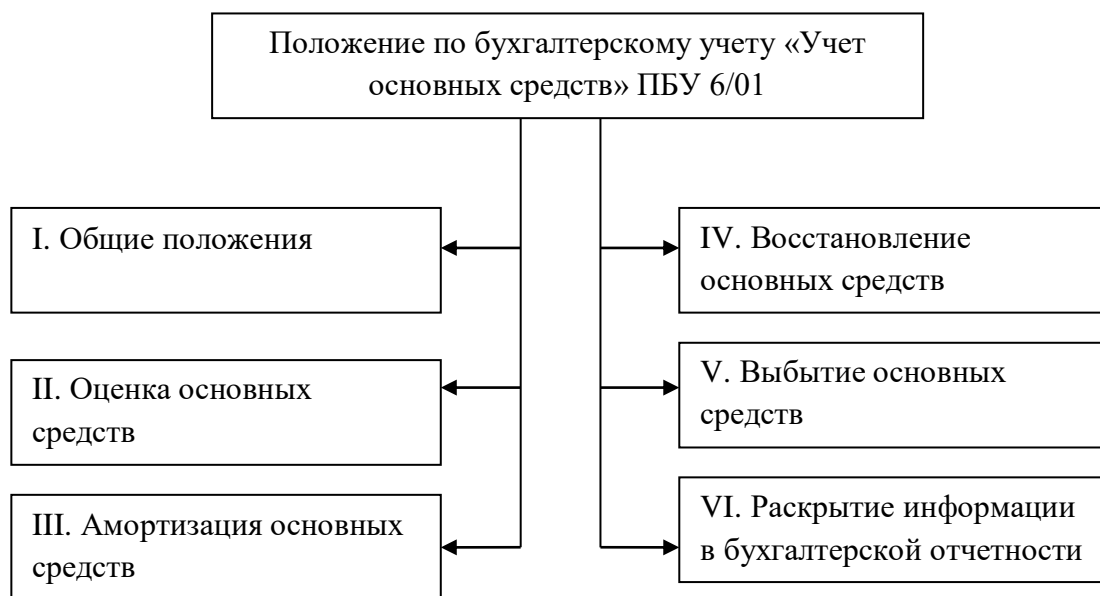 Положение по бухгалтерскому учету «Учет
основных средств» ПБУ 6/01
I. Общие положения
II. Оценка основных
средств
III. Амортизация основных
средств
IV. Восстановление
основных средств
V. Выбытие основных
средств
VI. Раскрытие информации
в бухгалтерской отчетности